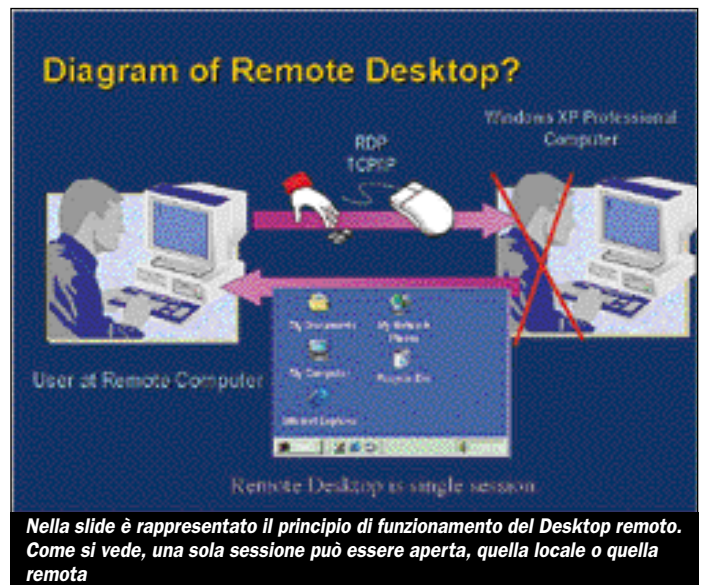 Diagram of Remote Desktop?
Windows XP Professional
Computer
RDP
TCP/IP
My Documents
My Network
Places
My Computer
Recycle Bin
Internet Explorer
User at Remote Computer
Remote Desktop is single session
Nella slide è rappresentato il principio di funzionamento del Desktop remoto.
Come si vede, una sola sessione può essere aperta, quella locale o quella
remota